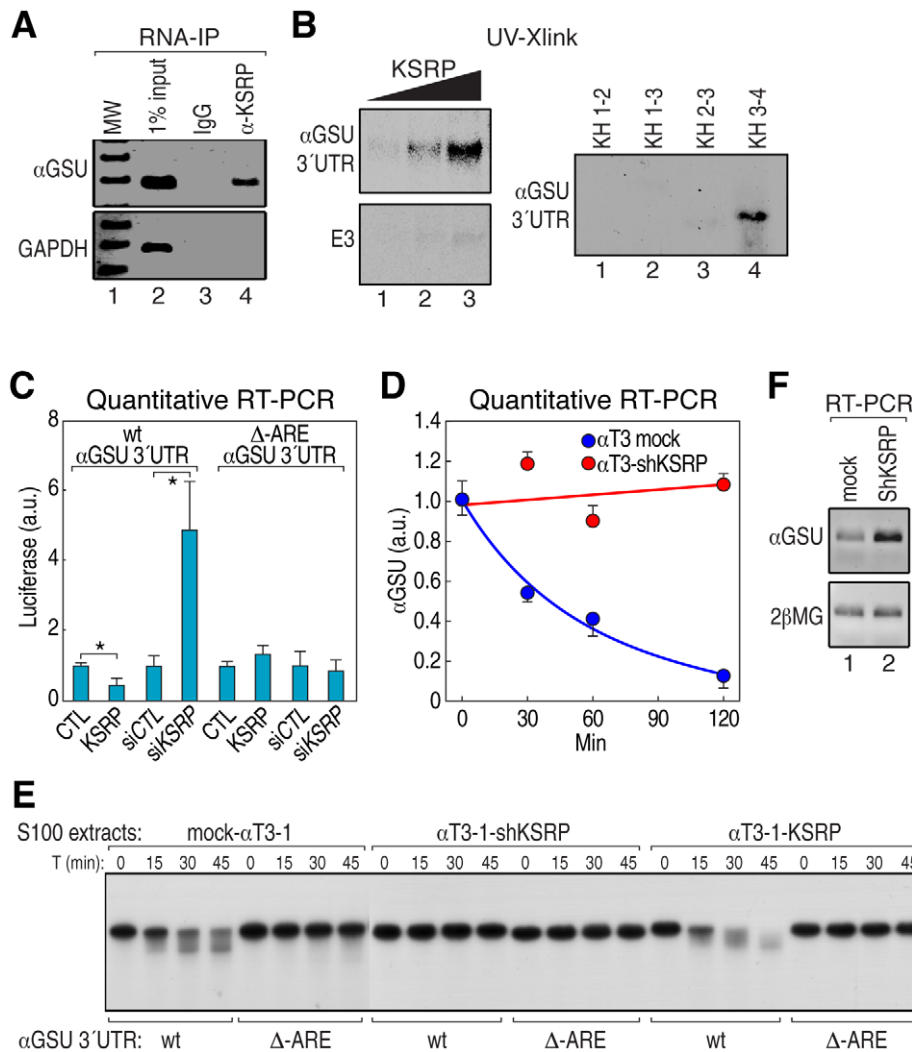 A
RNA-IP
MW
1% input
IgG
α-KSRP
αGSU
GAPDH
1 2 3 4
B
UV-Xlink
KSRP
αGSU
3´UTR
E3
1 2 3
KH 1-2
KH 1-3
KH 2-3
KH 3-4
αGSU
3´UTR
1 2 3 4
C
Quantitative RT-PCR
wt
αGSU 3´UTR
Δ-ARE
αGSU 3´UTR
*
*
Luciferase (a.u.)
8
6
4
2
0
CTL
KSRP
siCTL
siKSRP
CTL
KSRP
siCTL
siKSRP
D
Quantitative RT-PCR
αT3 mock
αT3-shKSRP
αGSU (a.u.)
1.4
1.2
1.0
0.8
0.6
0.4
0.2
0
0 30 60 90 120
Min
F
RT-PCR
mock
ShKSRP
αGSU
2βMG
1 2
E
S100 extracts: mock-αT3-1 αT3-1-shKSRP αT3-1-KSRP
T (min): 0 15 30 45 0 15 30 45 0 15 30 45 0 15 30 45 0 15 30 45 0 15 30 45
αGSU 3´UTR: wt Δ-ARE wt Δ-ARE wt Δ-ARE